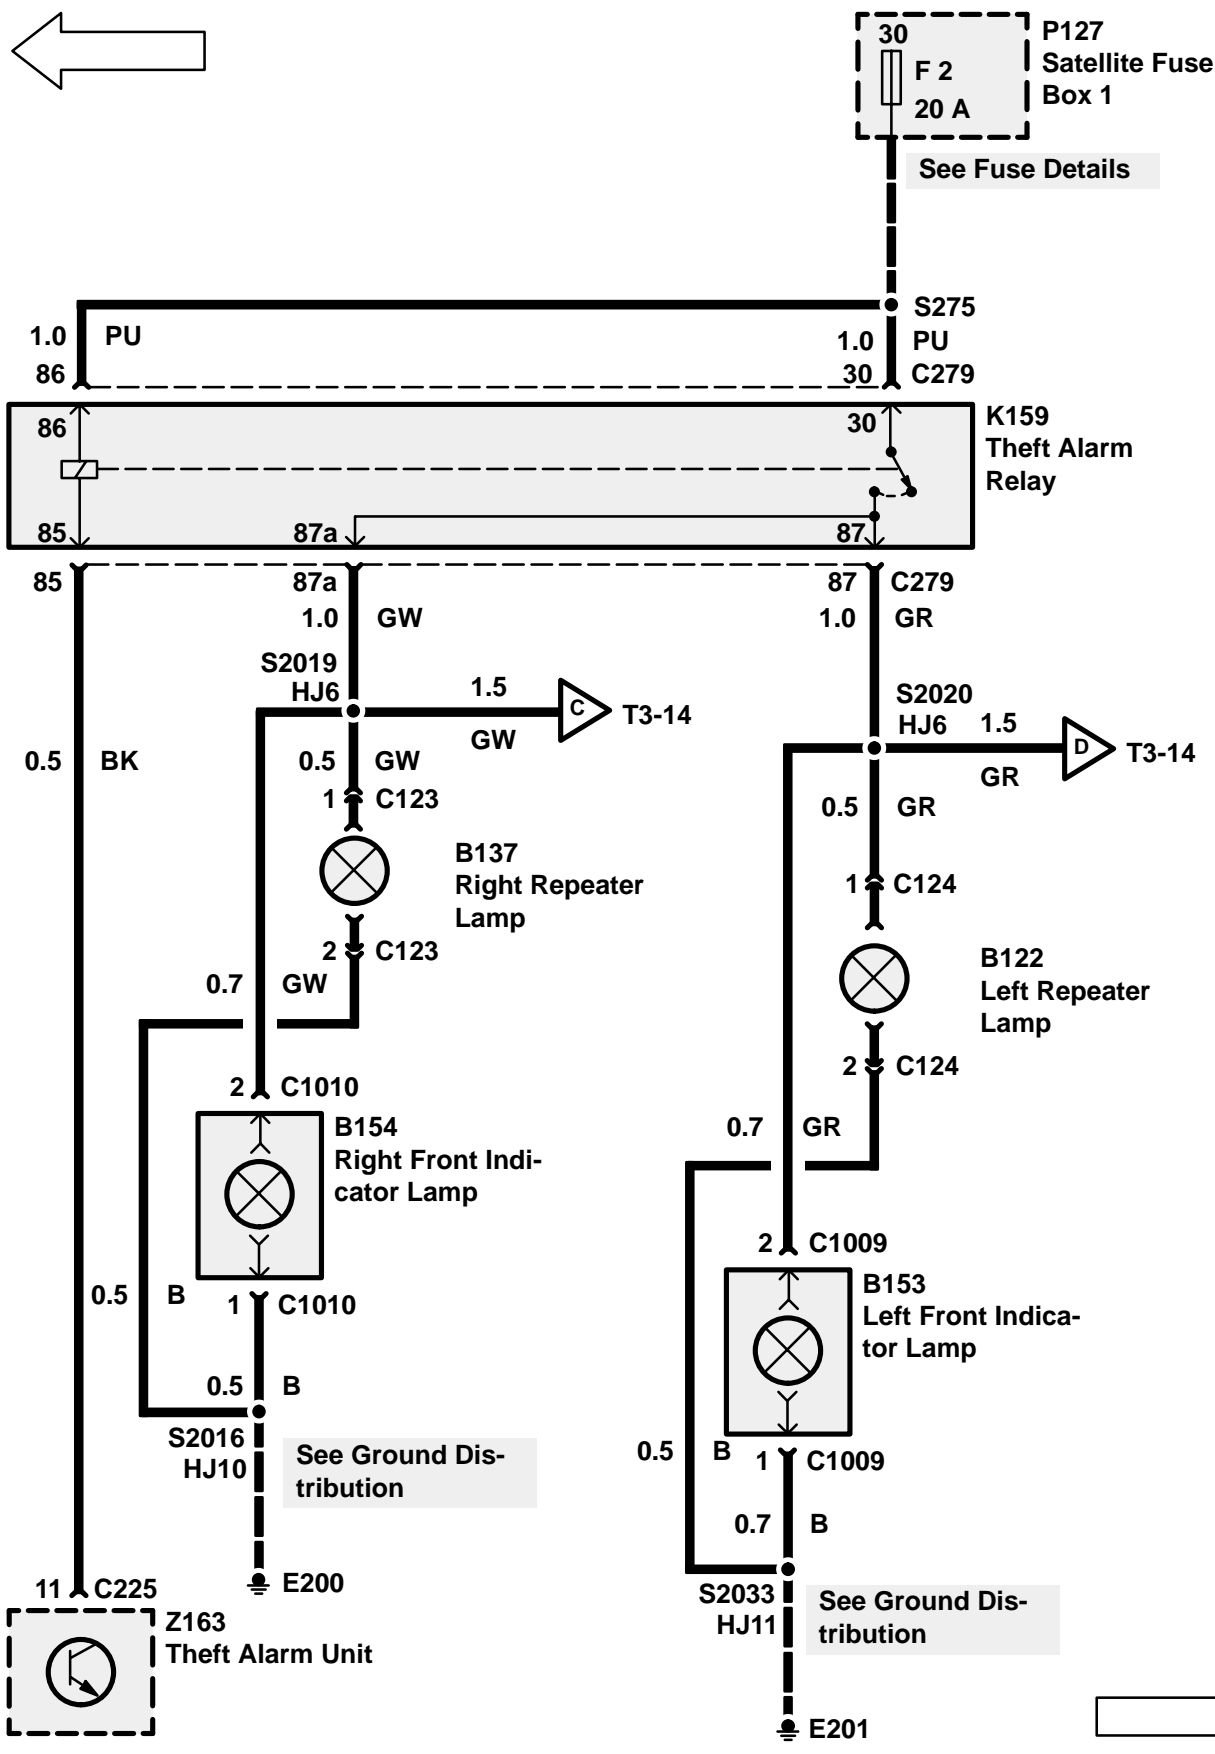 30
F 2
20 A
P127
Satellite Fuse
Box 1
See Fuse Details
S275
1.0 PU
1.0 PU
86
30 C279
86
30
K159
Theft Alarm
Relay
85
87a
87
85
87a
87 C279
1.0 GW
1.0 GR
S2019
HJ6
1.5
C
T3-14
GW
S2020
HJ6
1.5
D
T3-14
GR
0.5 BK
0.5 GW
1 C123
0.5 GR
B137
Right Repeater
Lamp
1 C124
2 C123
0.7 GW
B122
Left Repeater
Lamp
2 C124
2 C1010
B154
Right Front Indi-
cator Lamp
0.7 GR
2 C1009
0.5 B
1 C1010
B153
Left Front Indica-
tor Lamp
0.5 B
S2016
HJ10
See Ground Dis-
tribution
0.5 B
1 C1009
0.7 B
11 C225
E200
S2033
HJ11
See Ground Dis-
tribution
Z163
Theft Alarm Unit
E201